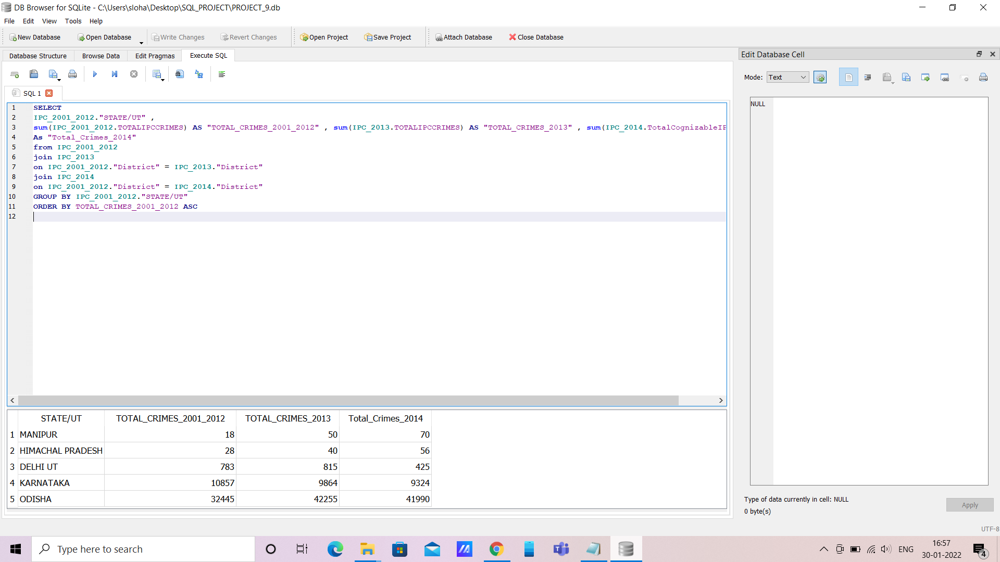 DB Browser for SQLite - C:\Users\sloha\Desktop\SQL_PROJECT\PROJECT_9.db
File Edit View Tools Help
New Database Open Database Write Changes Revert Changes Open Project Save Project Attach Database Close Database
Database Structure Browse Data Edit Pragmas Execute SQL
SQL 1
1 SELECT
2 IPC_2001_2012."STATE/UT" ,
3 sum(IPC_2001_2012.TOTALIPCCRIMES) AS "TOTAL_CRIMES_2001_2012" , sum(IPC_2013.TOTALIPCCRIMES) AS "TOTAL_CRIMES_2013" , sum(IPC_2014.TotalCognizableIP
4 As "Total_Crimes_2014"
5 from IPC_2001_2012
6 join IPC_2013
7 on IPC_2001_2012."District" = IPC_2013."District"
8 join IPC_2014
9 on IPC_2001_2012."District" = IPC_2014."District"
10 GROUP BY IPC_2001_2012."STATE/UT"
11 ORDER BY TOTAL_CRIMES_2001_2012 ASC
12
STATE/UT TOTAL_CRIMES_2001_2012 TOTAL_CRIMES_2013 Total_Crimes_2014
1 MANIPUR 18 50 70
2 HIMACHAL PRADESH 28 40 56
3 DELHI UT 783 815 425
4 KARNATAKA 10857 9864 9324
5 ODISHA 32445 42255 41990
Edit Database Cell
Mode: Text
NULL
Type of data currently in cell: NULL
0 byte(s)
Apply
UTF-8
Type here to search
ENG
16:57
30-01-2022
4